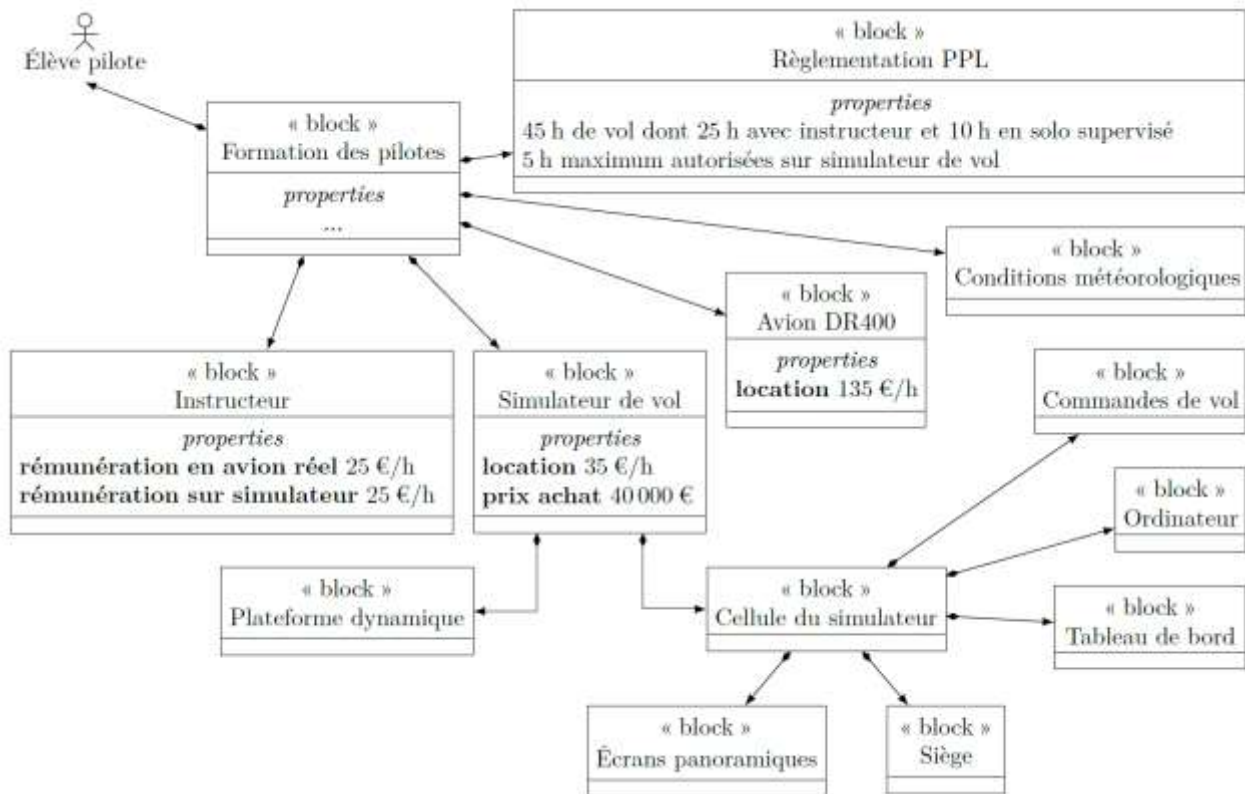 Élève pilote
« block »
Règlementation PPL
properties
45 h de vol dont 25 h avec instructeur et 10 h en solo supervisé
5 h maximum autorisées sur simulateur de vol
« block »
Formation des pilotes
properties
...
« block »
Conditions météorologiques
« block »
Avion DR400
properties
location 135 €/h
« block »
Instructeur
properties
rémunération en avion réel 25 €/h
rémunération sur simulateur 25 €/h
« block »
Simulateur de vol
properties
location 35 €/h
prix achat 40 000 €
« block »
Commandes de vol
« block »
Ordinateur
« block »
Plateforme dynamique
« block »
Cellule du simulateur
« block »
Tableau de bord
« block »
Écrans panoramiques
« block »
Siège